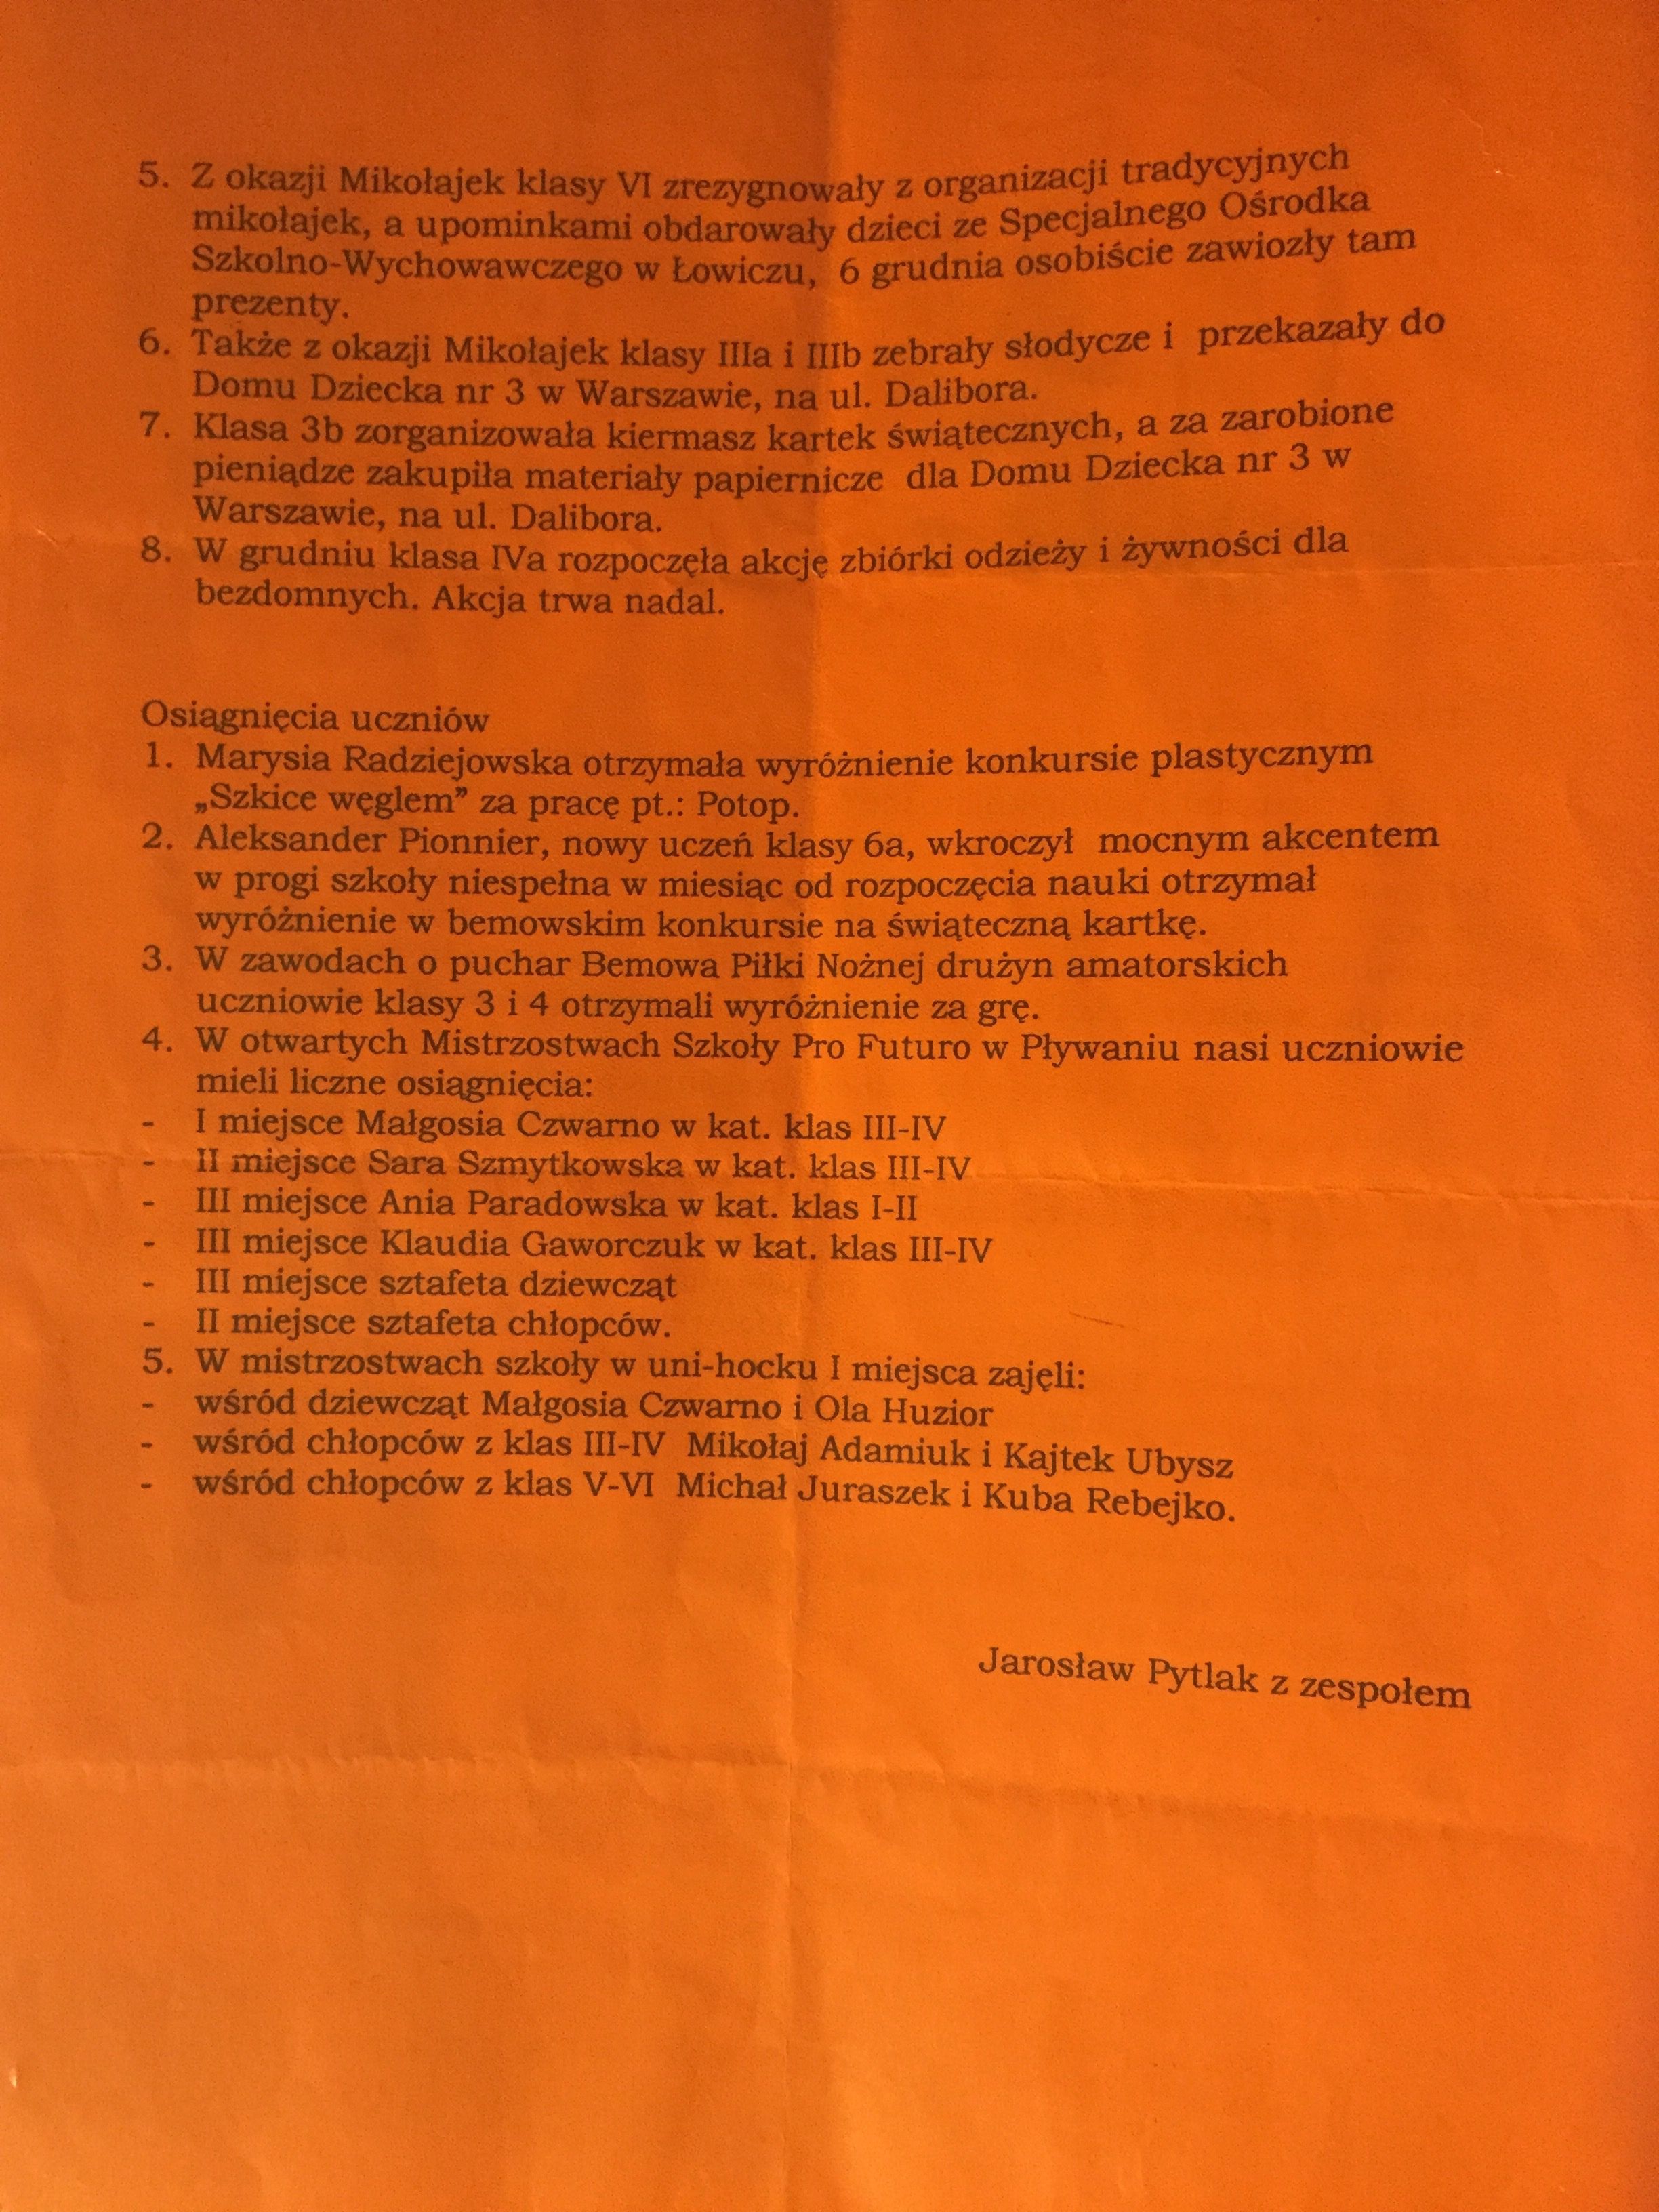 5. Z okazji Mikołajek klasy VI zrezygnowały z organizacji tradycyjnych
mikołajek, a upominkami obdarowały dzieci ze Specjalnego Ośrodka
Szkolno-Wychowawczego w Łowiczu, 6 grudnia osobiście zawiozły tam
prezenty.
6. Także z okazji Mikołajek klasy IIIa i IIIb zebrały słodycze i przekazały do
Domu Dziecka nr 3 w Warszawie, na ul. Dalibora.
7. Klasa 3b zorganizowała kiermasz kartek świątecznych, a za zarobione
pieniądze zakupiła materiały papiernicze dla Domu Dziecka nr 3 w
Warszawie, na ul. Dalibora.
8. W grudniu klasa IVa rozpoczęła akcję zbiórki odzieży i żywności dla
bezdomnych. Akcja trwa nadal.
Osiągnięcia uczniów
1. Marysia Radziejowska otrzymała wyróżnienie konkursie plastycznym
„Szkice węglem” za pracę pt.: Potop.
2. Aleksander Pionnier, nowy uczeń klasy 6a, wkroczył mocnym akcentem
w progi szkoły niespełna w miesiąc od rozpoczęcia nauki otrzymał
wyróżnienie w bemowskim konkursie na świąteczną kartkę.
3. W zawodach o puchar Bemowa Piłki Nożnej drużyn amatorskich
uczniowie klasy 3 i 4 otrzymali wyróżnienie za grę.
4. W otwartych Mistrzostwach Szkoły Pro Futuro w Pływaniu nasi uczniowie
mieli liczne osiągnięcia:
- I miejsce Małgosia Czwarno w kat. klas III-IV
- II miejsce Sara Szmytkowska w kat. klas III-IV
- III miejsce Ania Paradowska w kat. klas I-II
- III miejsce Klaudia Gaworczuk w kat. klas III-IV
- III miejsce sztafeta dziewcząt
- II miejsce sztafeta chłopców.
5. W mistrzostwach szkoły w uni-hocku I miejsca zajęli:
- wśród dziewcząt Małgosia Czwarno i Ola Huzior
- wśród chłopców z klas III-IV Mikołaj Adamiuk i Kajtek Ubysz
- wśród chłopców z klas V-VI Michał Juraszek i Kuba Rebejko.
Jarosław Pytlak z zespołem